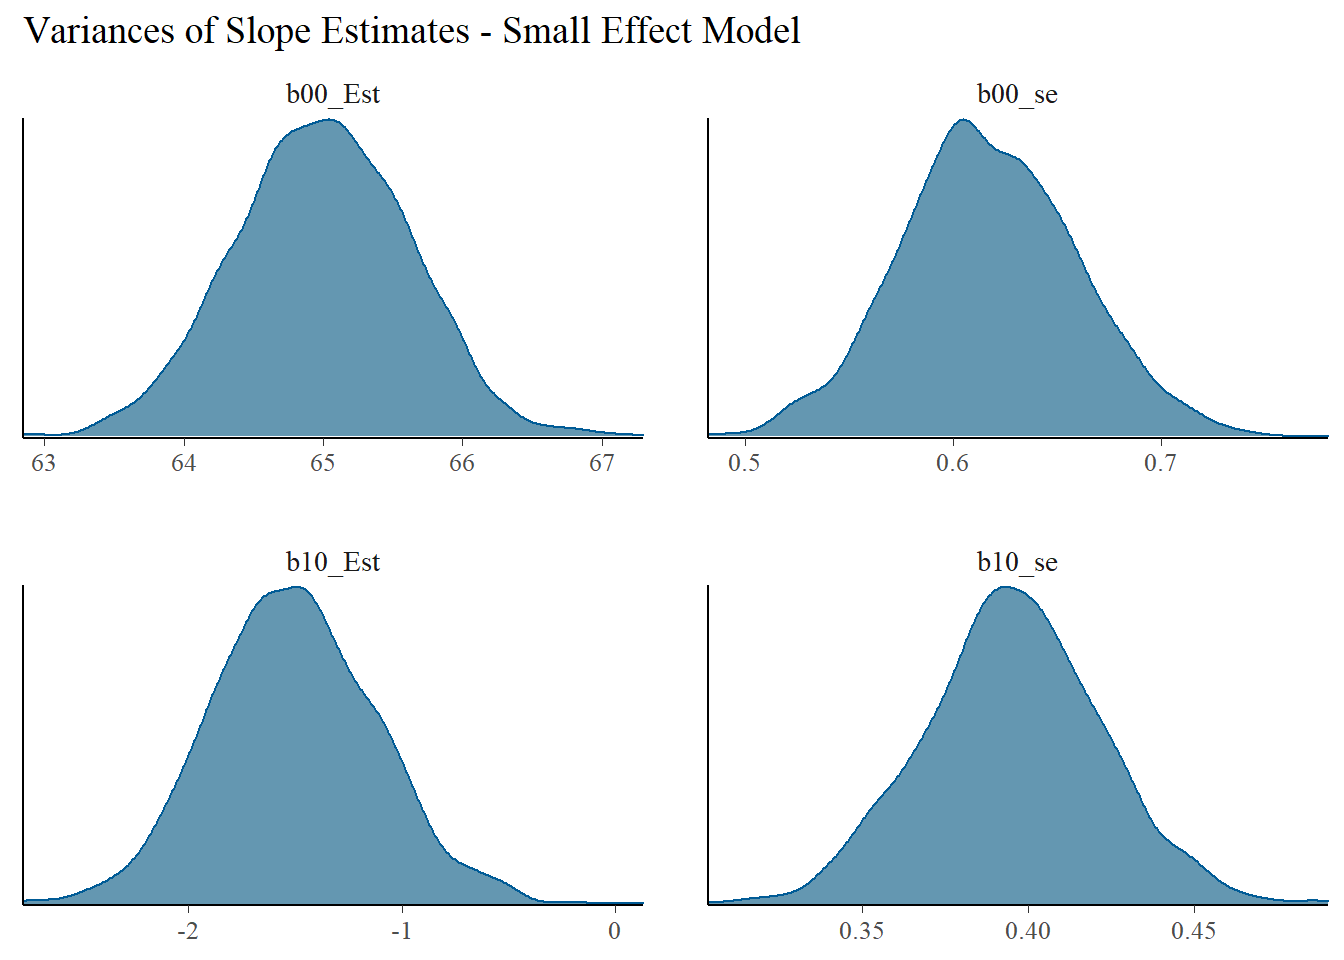 Variances of Slope Estimates - Small Effect Model
b00_Est
b00_se
63 64 65 66 67
0.5 0.6 0.7
b10_Est
b10_se
-2 -1 0
0.35 0.40 0.45